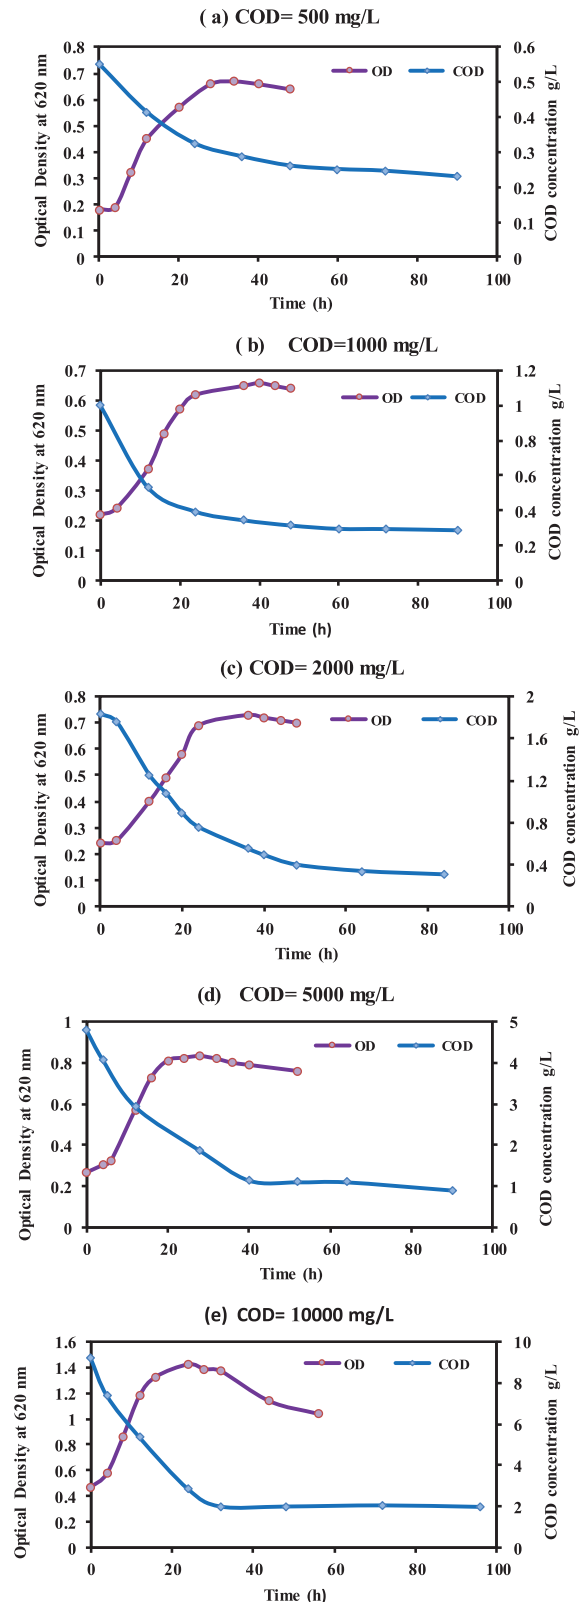 ( a) COD= 500 mg/L
0.8
0.7
0.6
0.5
0.4
0.3
0.2
0.1
0
Optical Density at 620 nm
OD
COD
0.6
0.5
0.4
0.3
0.2
0.1
0
COD concentration g/L
0 20 40 60 80 100
Time (h)
( b) COD=1000 mg/L
0.7
0.6
0.5
0.4
0.3
0.2
0.1
0
Optical Density at 620 nm
OD
COD
1.2
1
0.8
0.6
0.4
0.2
0
COD concentration g/L
0 20 40 60 80 100
Time (h)
(c) COD= 2000 mg/L
0.8
0.7
0.6
0.5
0.4
0.3
0.2
0.1
0
Optical Density at 620 nm
OD
COD
2
1.6
1.2
0.8
0.4
0
COD concentration g/L
0 20 40 60 80 100
Time (h)
(d) COD= 5000 mg/L
1
0.8
0.6
0.4
0.2
0
Optical Density at 620 nm
OD
COD
5
4
3
2
1
0
COD concentration g/L
0 20 40 60 80 100
Time (h)
(e) COD= 10000 mg/L
1.6
1.4
1.2
1
0.8
0.6
0.4
0.2
0
Optical Density at 620 nm
OD
COD
10
8
6
4
2
0
COD concentration g/L
0 20 40 60 80 100
Time (h)